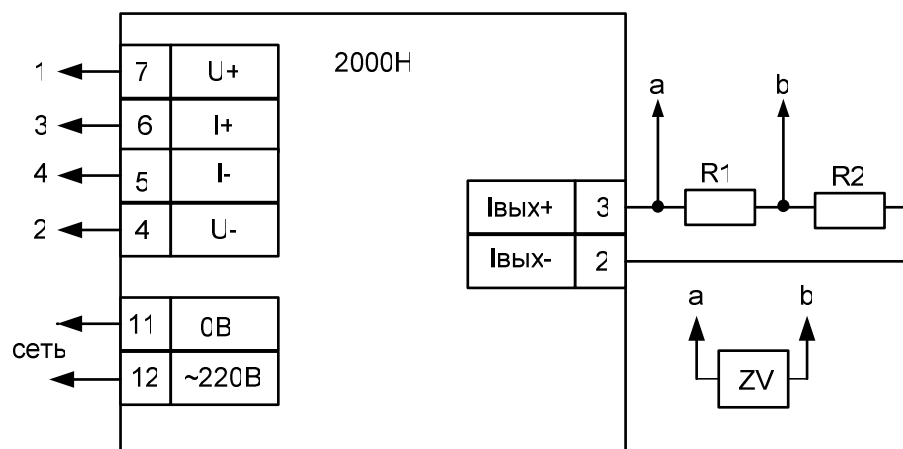 2000H
1 7 U+
3 6 I+
4 5 I-
2 4 U-
сеть
11 0В
12 ~220В
Iвых+ 3
Iвых- 2
a b
R1 R2
a b
ZV